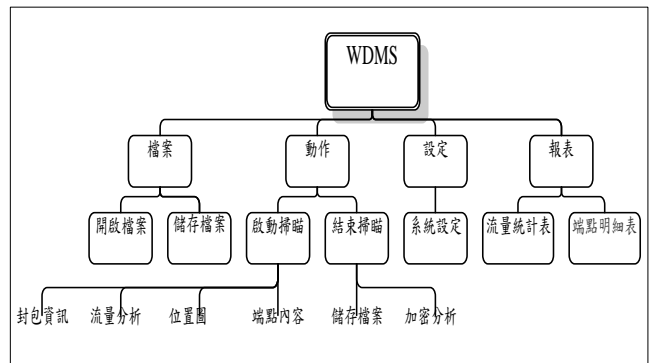 WDMS
檔案
動作
設定
報表
開啟檔案
儲存檔案
啟動掃瞄
結束掃瞄
系統設定
流量統計表
端點明細表
封包資訊
流量分析
位置圖
端點內容
儲存檔案
加密分析